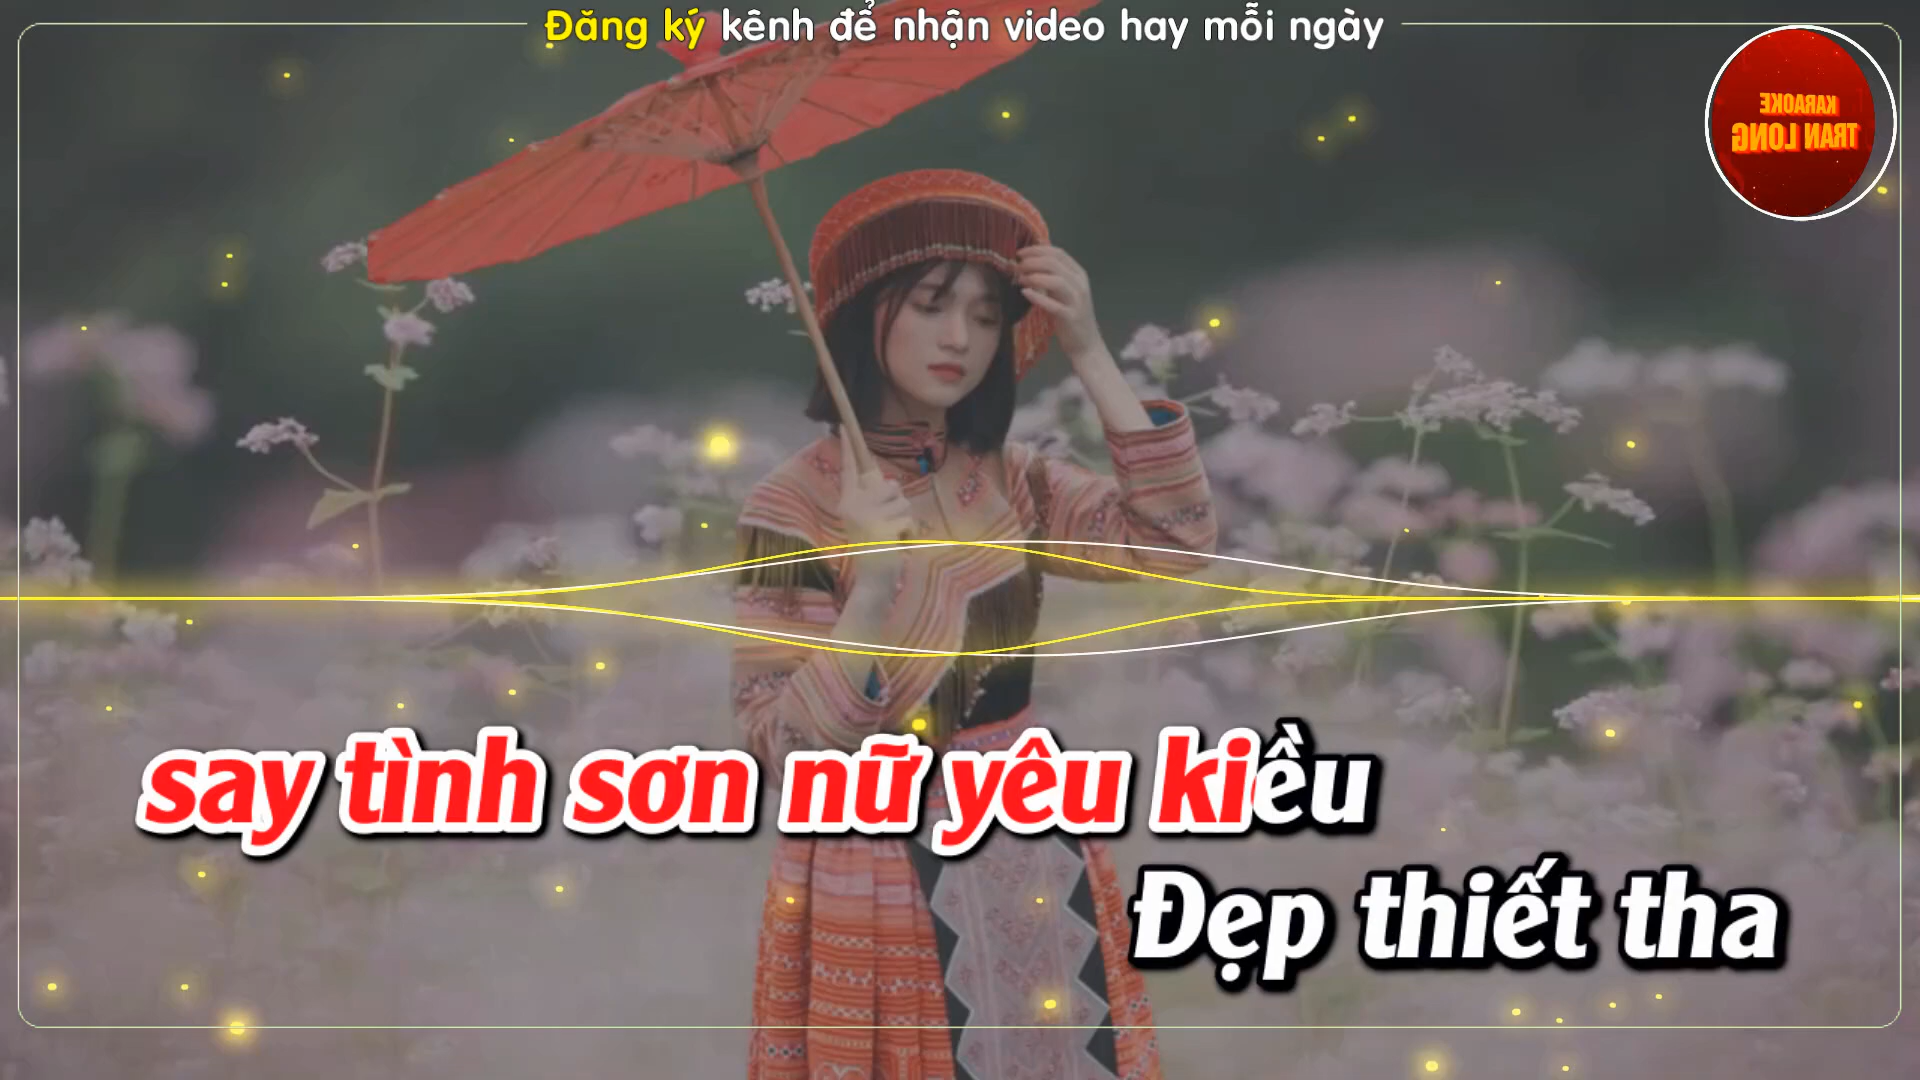 Đăng ký kênh để nhận video hay mỗi ngày
KARAOKE
TRAN LONG
say tình sơn nữ yêu kiều
Đẹp thiết tha